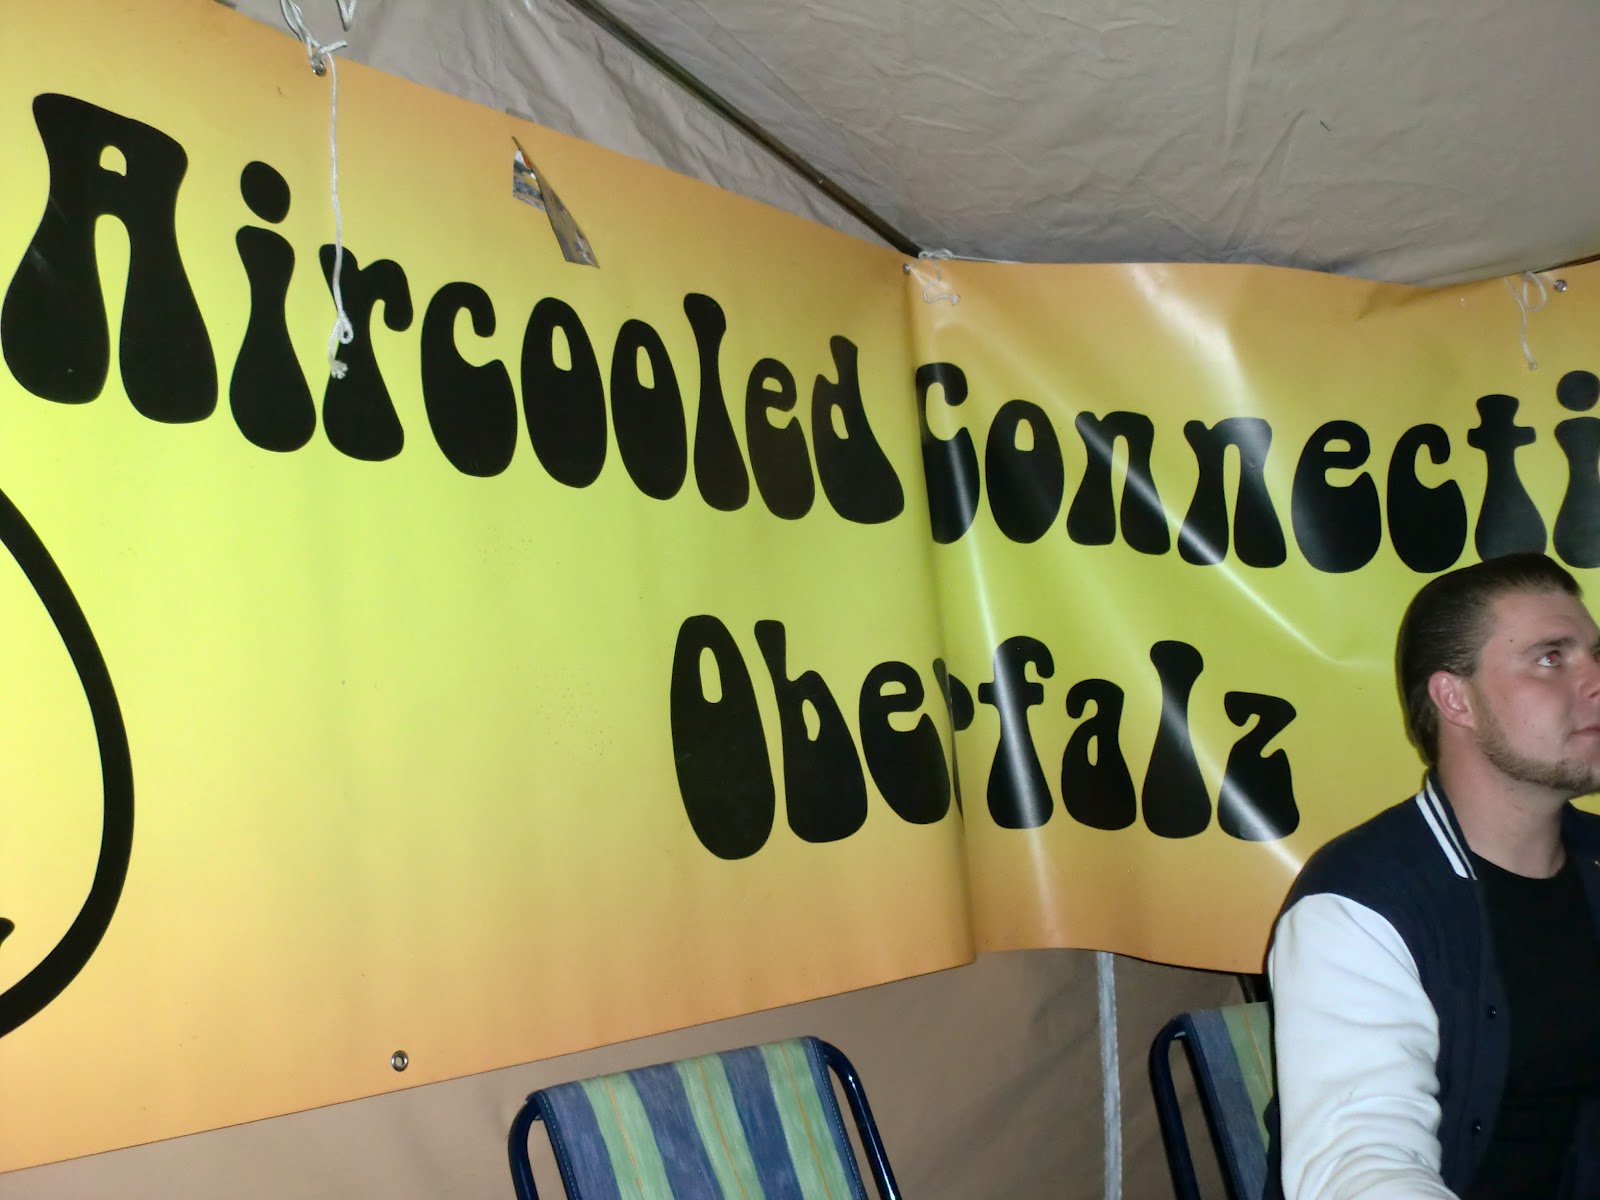 Aircooled Connecti
Oberfalz